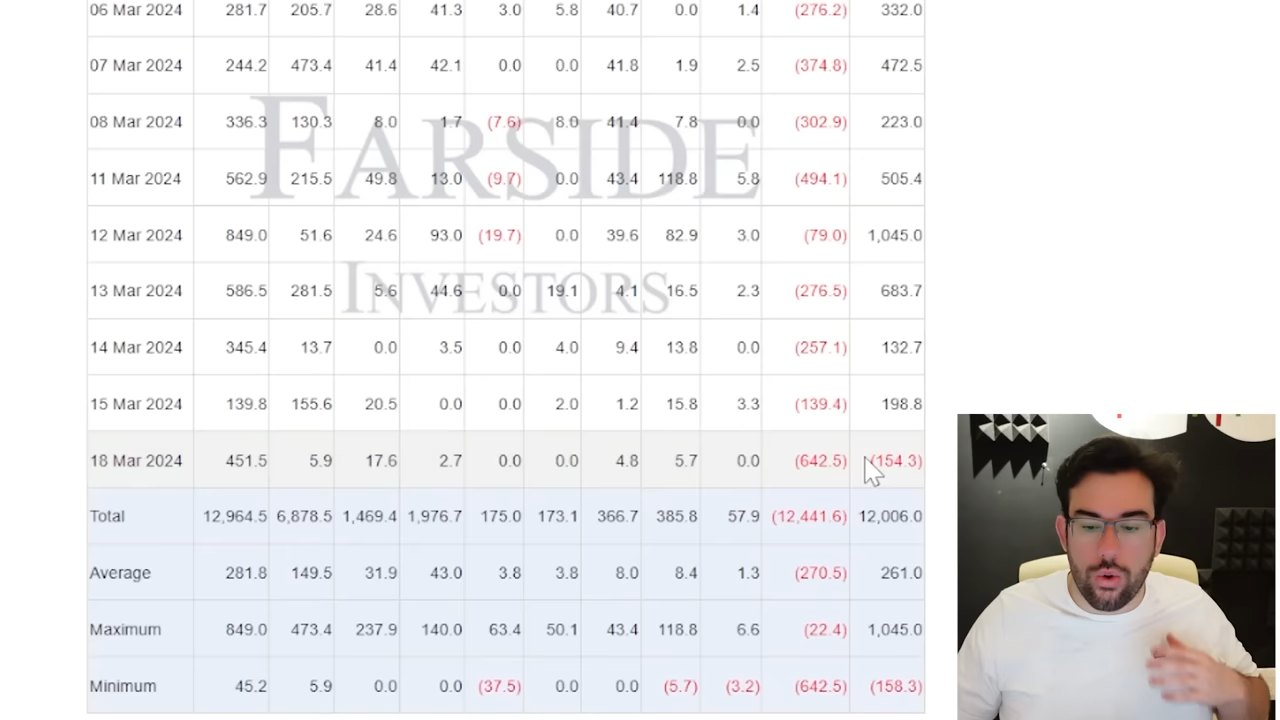 06 Mar 2024 281.7 205.7 28.6 41.3 3.0 5.8 40.7 0.0 1.4 (276.2) 332.0
07 Mar 2024 244.2 473.4 41.4 42.1 0.0 0.0 41.8 1.9 2.5 (374.8) 472.5
08 Mar 2024 336.3 130.3 8.0 1.7 (7.6) 8.0 41.4 7.8 0.0 (302.9) 223.0
FARSIDE
11 Mar 2024 562.9 215.5 49.8 13.0 (9.7) 0.0 43.4 118.8 5.8 (494.1) 505.4
12 Mar 2024 849.0 51.6 24.6 93.0 (19.7) 0.0 39.6 82.9 3.0 (79.0) 1,045.0
INVESTORS
13 Mar 2024 586.5 281.5 5.6 44.6 0.0 19.1 4.1 16.5 2.3 (276.5) 683.7
14 Mar 2024 345.4 13.7 0.0 3.5 0.0 4.0 9.4 13.8 0.0 (257.1) 132.7
15 Mar 2024 139.8 155.6 20.5 0.0 0.0 2.0 1.2 15.8 3.3 (139.4) 198.8
18 Mar 2024 451.5 5.9 17.6 2.7 0.0 0.0 4.8 5.7 0.0 (642.5) (154.3)
Total 12,964.5 6,878.5 1,469.4 1,976.7 175.0 173.1 366.7 385.8 57.9 (12,441.6) 12,006.0
Average 281.8 149.5 31.9 43.0 3.8 3.8 8.0 8.4 1.3 (270.5) 261.0
Maximum 849.0 473.4 237.9 140.0 63.4 50.1 43.4 118.8 6.6 (22.4) 1,045.0
Minimum 45.2 5.9 0.0 0.0 (37.5) 0.0 0.0 (5.7) (3.2) (642.5) (158.3)